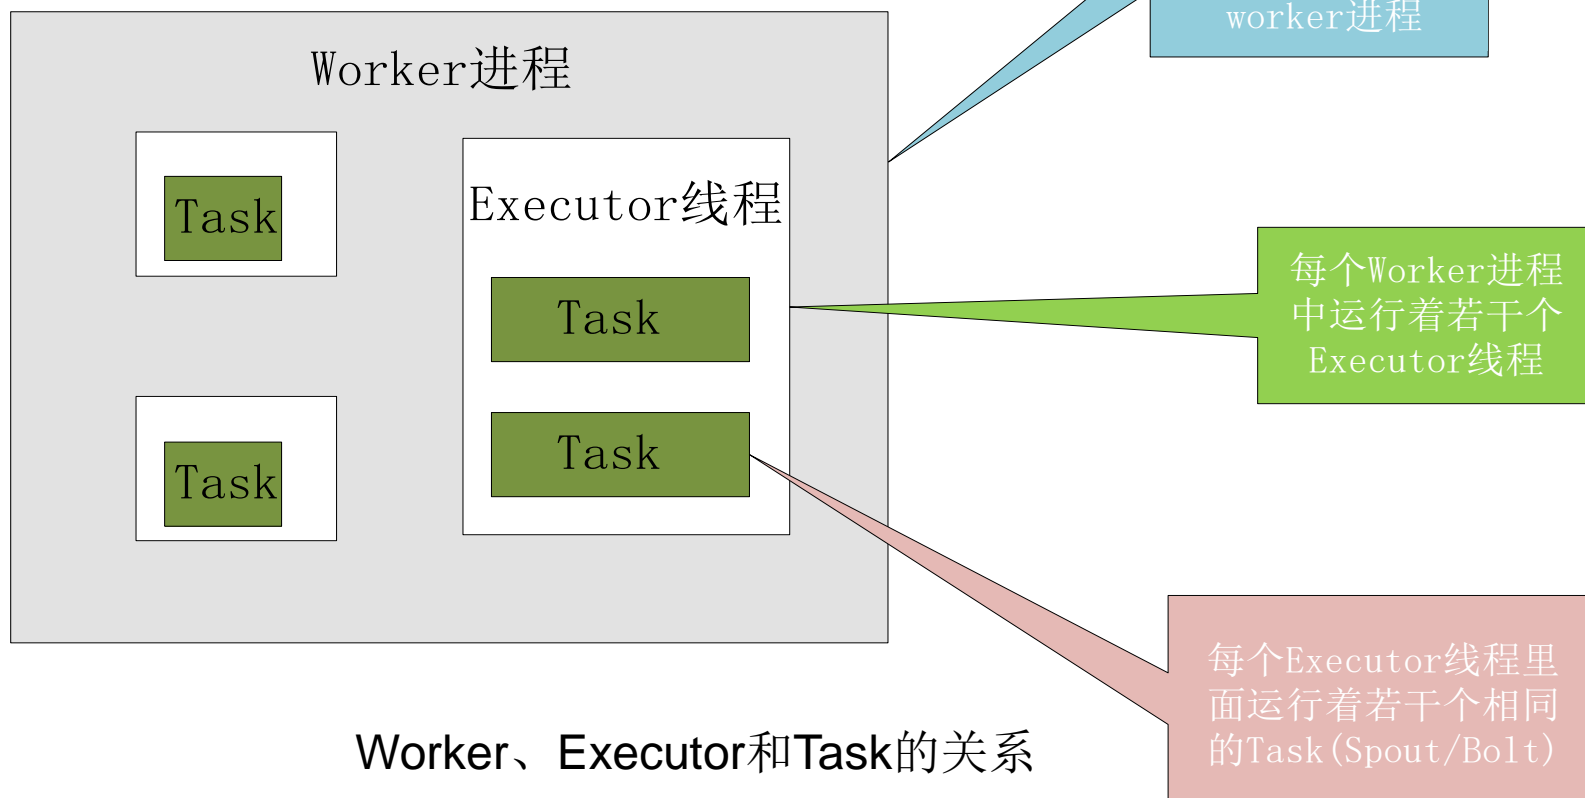 worker进程
Worker进程
Task
Executor线程
Task
Task
Task
每个Worker进程
中运行着若干个
Executor线程
每个Executor线程里
面运行着若干个相同
的Task(Spout/Bolt)
Worker、Executor和Task的关系